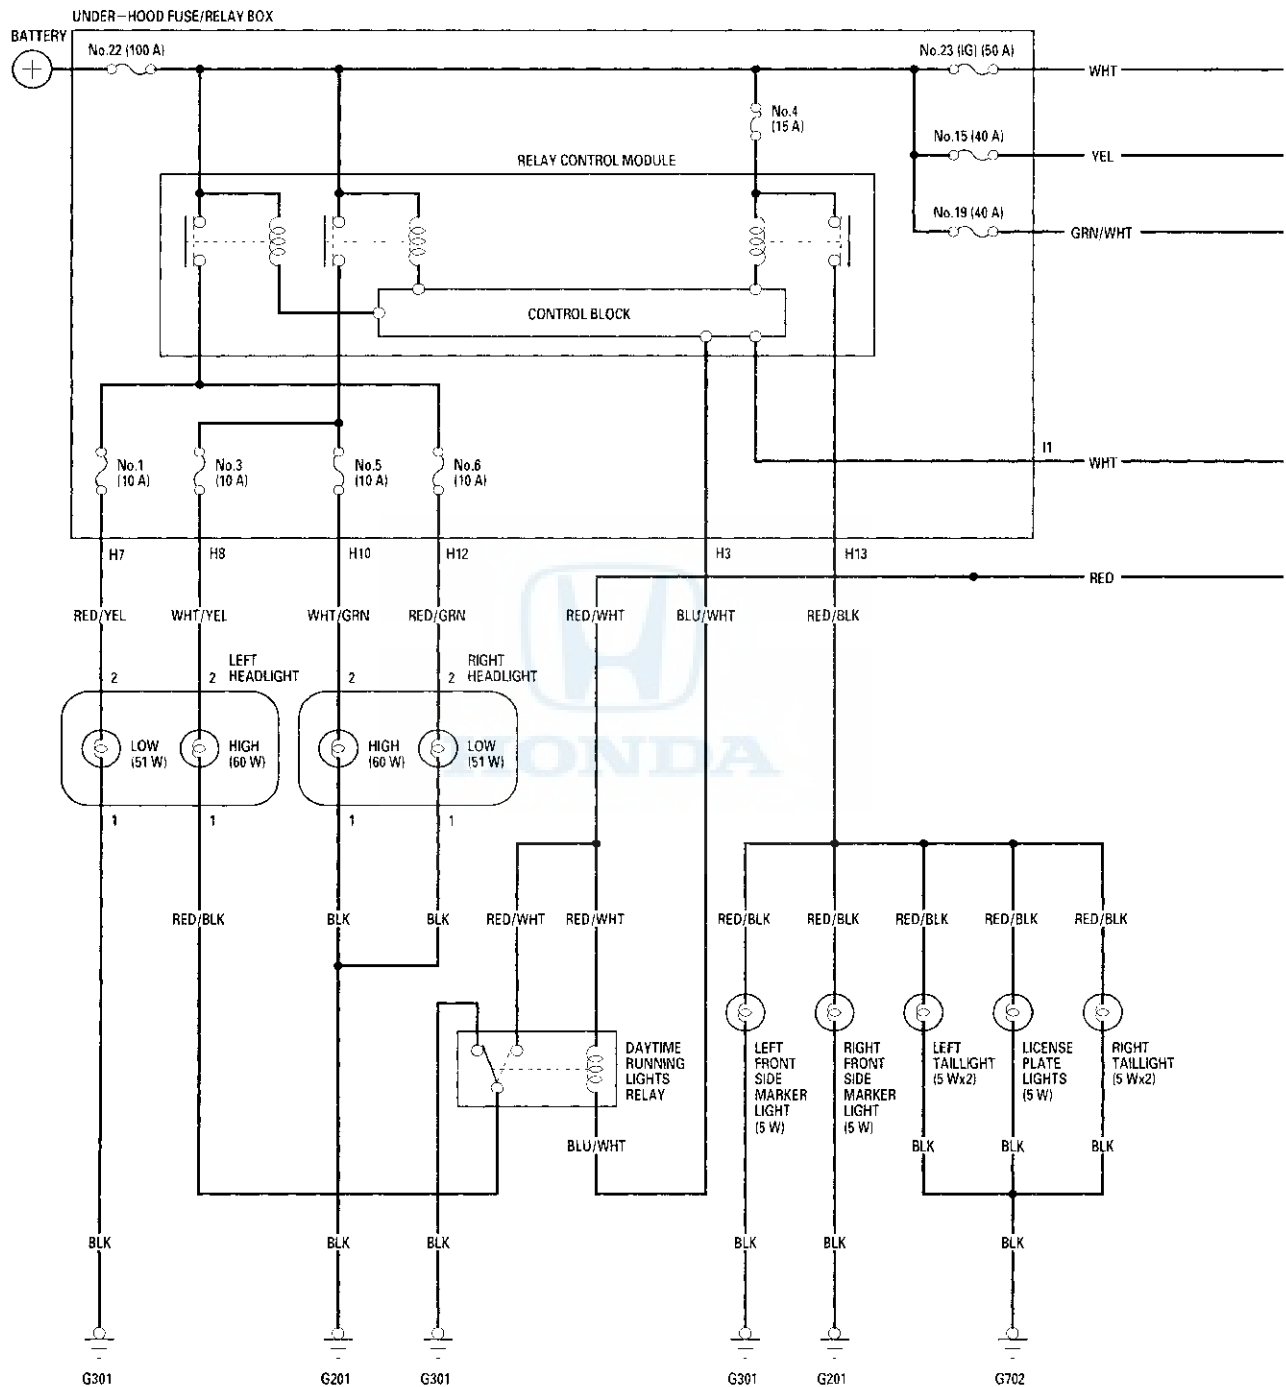 UNDER-HOOD FUSE/RELAY BOX
BATTERY
No.22 (100 A)
No.23 (IG) (50 A)
WHT
No.4
(15 A)
No.15 (40 A)
YEL
RELAY CONTROL MODULE
No.19 (40 A)
GRN/WHT
CONTROL BLOCK
I1
WHT
No.1
(10 A)
No.3
(10 A)
No.5
(10 A)
No.6
(10 A)
H7
H8
H10
H12
H3
H13
RED
RED/YEL
WHT/YEL
WHT/GRN
RED/GRN
RED/WHT
BLU/WHT
RED/BLK
LEFT
HEADLIGHT
RIGHT
HEADLIGHT
2
2
2
2
LOW
(51 W)
HIGH
(60 W)
HIGH
(60 W)
LOW
(51 W)
HONDA
1
1
1
1
RED/BLK
BLK
BLK
RED/WHT
RED/WHT
RED/BLK
RED/BLK
RED/BLK
RED/BLK
RED/BLK
DAYTIME
RUNNING
LIGHTS
RELAY
LEFT
FRONT
SIDE
MARKER
LIGHT
(5 W)
RIGHT
FRONT
SIDE
MARKER
LIGHT
(5 W)
LEFT
TAILLIGHT
(5 Wx2)
LICENSE
PLATE
LIGHTS
(5 W)
RIGHT
TAILLIGHT
(5 Wx2)
BLU/WHT
BLK
BLK
BLK
BLK
BLK
BLK
BLK
BLK
BLK
G301
G201
G301
G301
G201
G702